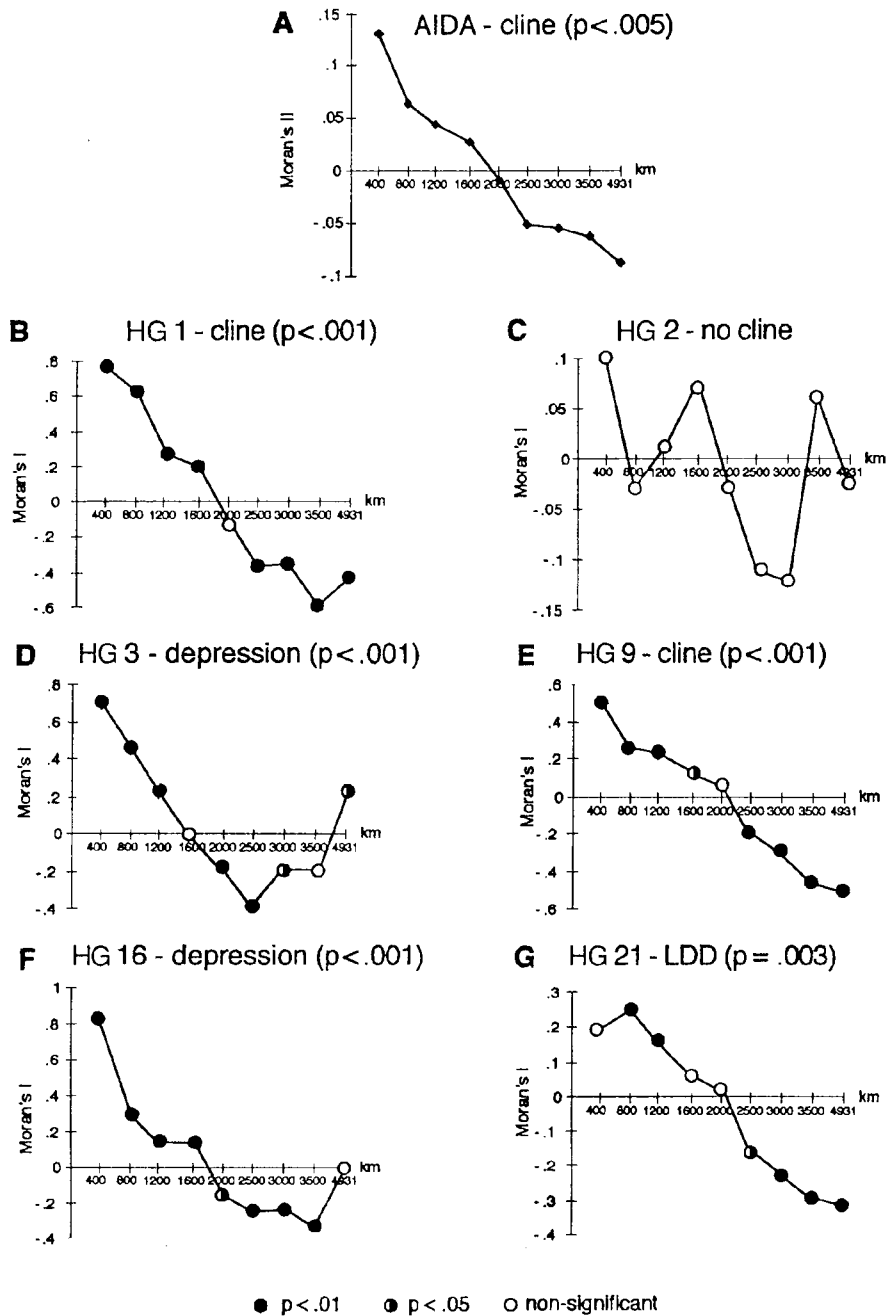 A AIDA - cline (p<.005)
.1
.05
0
-.05
-.1
Moran's II
km
400 800 1200 1600 2000 2500 3000 3500 4931
B HG 1 - cline (p<.001)
.8
.6
.4
.2
0
-.2
-.4
-.6
Moran's I
km
400 800 1200 1600 2000 2500 3000 3500 4931
C HG 2 - no cline
0.1
.05
0
-.05
-.1
-.15
Moran's I
km
400 800 1200 1600 2000 2500 3000 3500 4931
D HG 3 - depression (p<.001)
.8
.6
.4
.2
0
-.2
-.4
Moran's I
km
400 800 1200 1600 2000 2500 3000 3500 4931
E HG 9 - cline (p<.001)
.6
.4
.2
0
-.2
-.4
-.6
Moran's I
km
400 800 1200 1600 2000 2500 3000 3500 4931
F HG 16 - depression (p<.001)
1
.8
.6
.4
.2
0
-.2
-.4
Moran's I
km
400 800 1200 1600 2000 2500 3000 3500 4931
G HG 21 - LDD (p = .003)
.3
0.2
.1
0
-.1
-.2
-.3
-.4
Moran's I
km
400 800 1200 1600 2000 2500 3000 3500 4931
p<.01 p<.05 non-significant